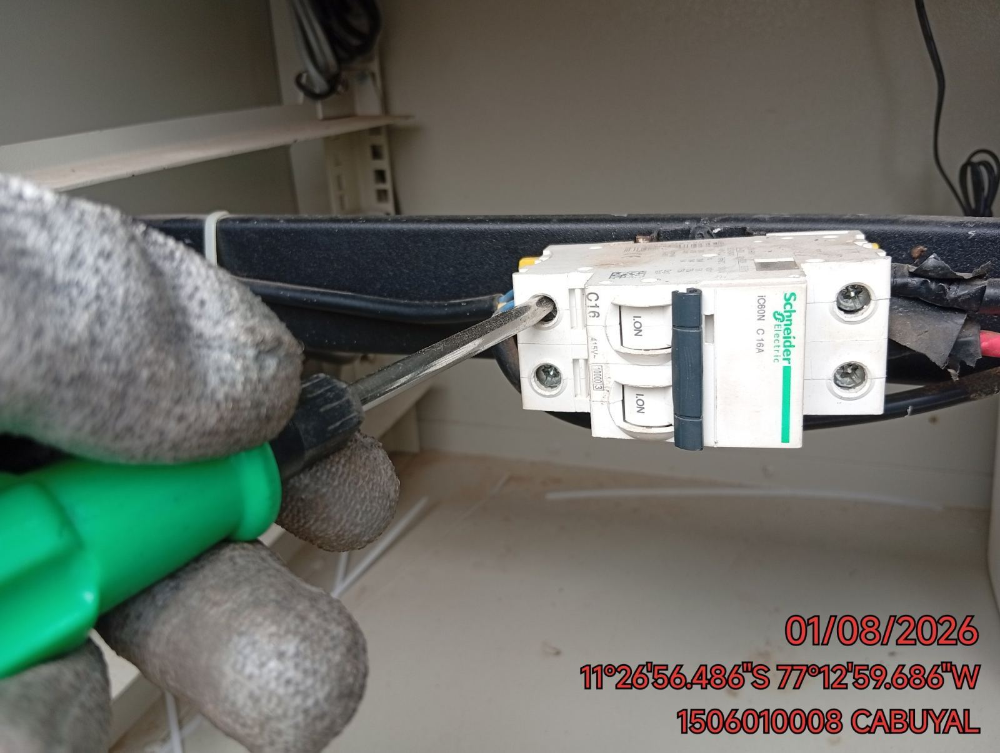 C16
415V~
10000
3
I.ON
I.ON
iC60N C 16A
Schneider
Electric
01/08/2026
11°26'56.486"S 77°12'59.686"W
1506010008 CABUYAL